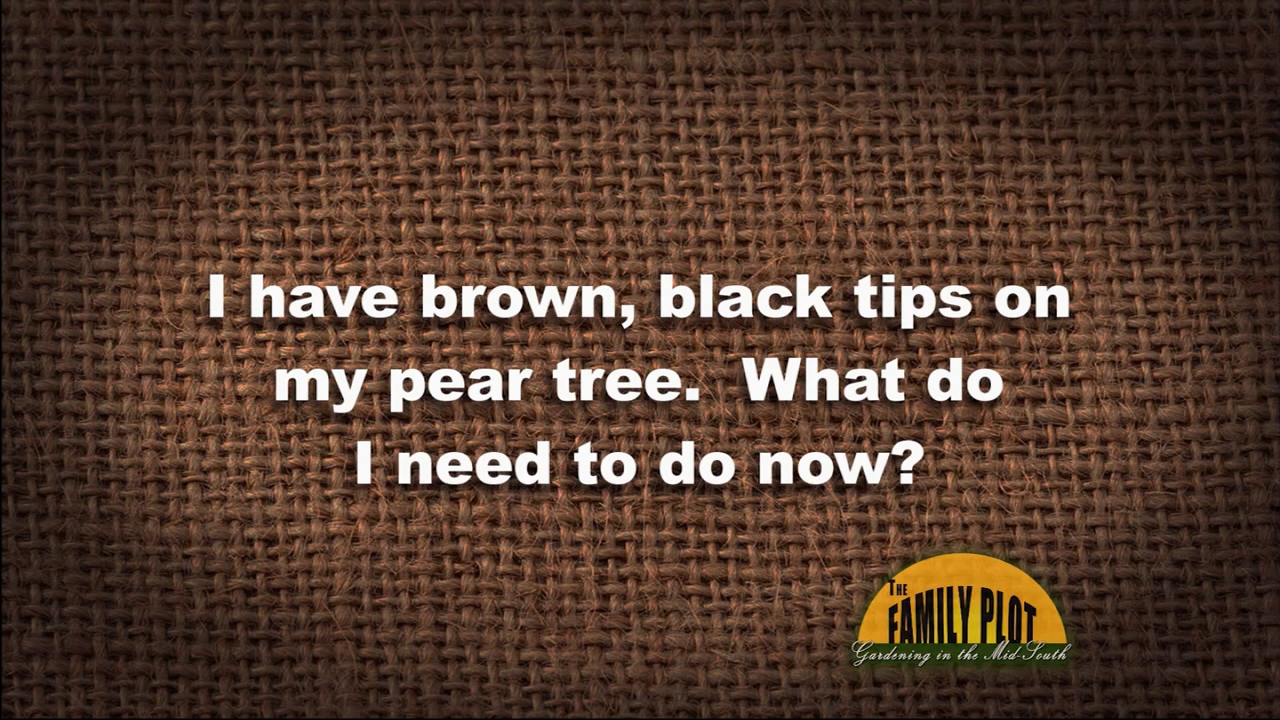 I have brown, black tips on
my pear tree.  What do
I need to do now?
THE
FAMILY PLOT
Gardening in the Mid-South